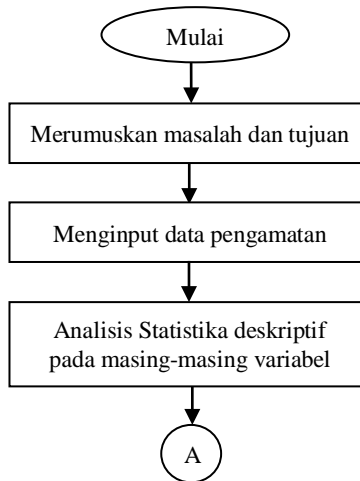 Mulai
Merumuskan masalah dan tujuan
Menginput data pengamatan
Analisis Statistika deskriptif
pada masing-masing variabel
A